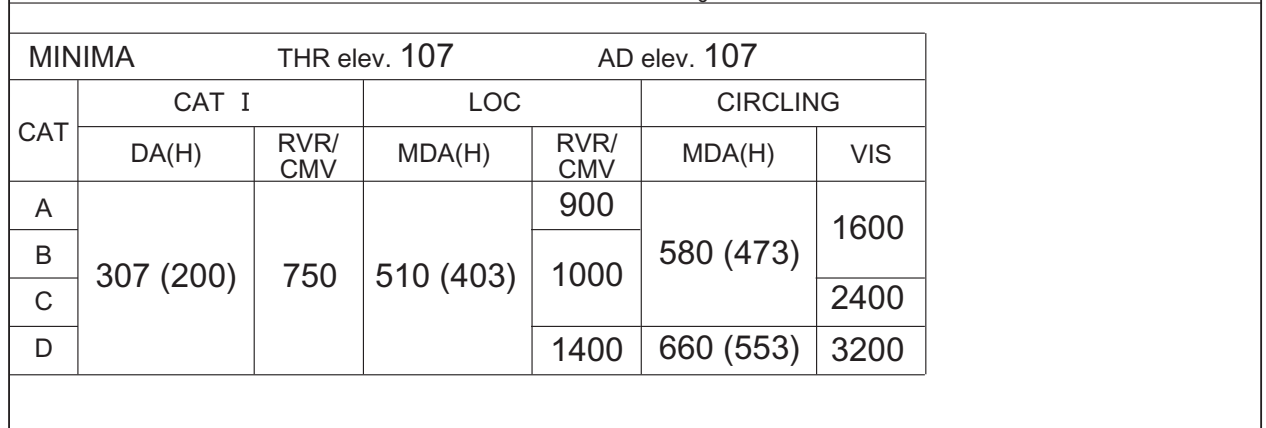 MINIMA THR elev. 107 AD elev. 107
CAT CAT I LOC CIRCLING
DA(H) RVR/CMV MDA(H) RVR/CMV MDA(H) VIS
A 307 (200) 750 510 (403) 900 580 (473) 1600
B 1000
C 2400
D 1400 660 (553) 3200